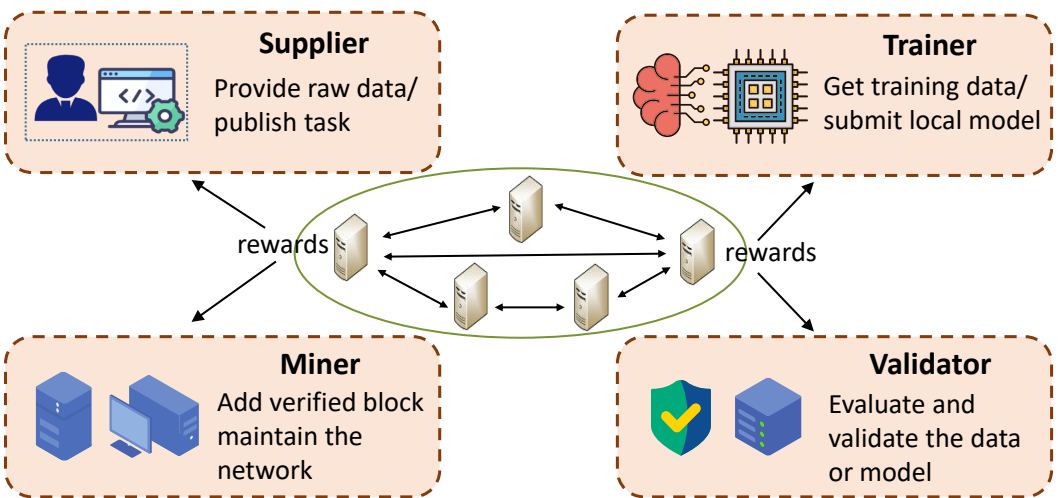 Supplier
Provide raw data/
publish task
Trainer
Get training data/
submit local model
</>
rewards
rewards
Miner
Add verified block
maintain the
network
Validator
Evaluate and
validate the data
or model